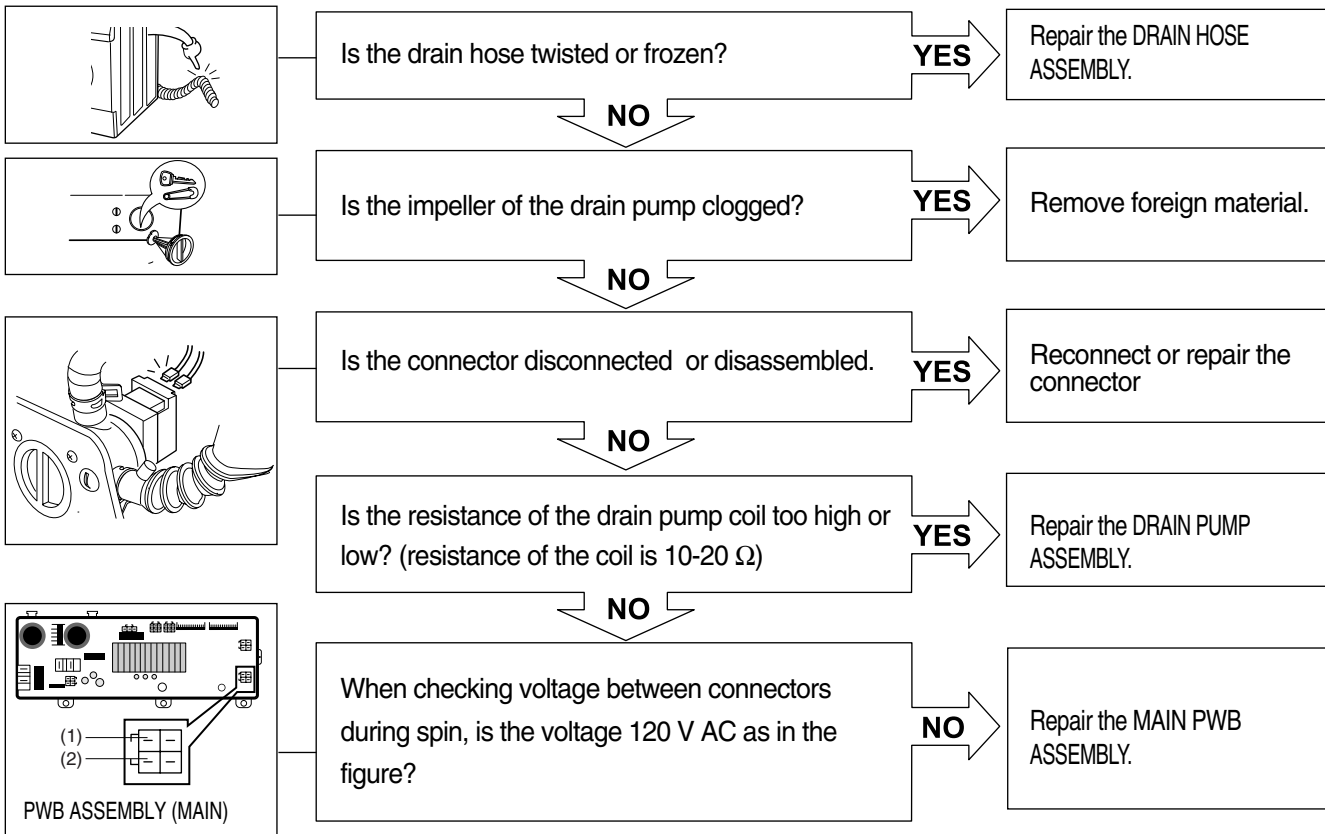 Is the drain hose twisted or frozen?
YES
Repair the DRAIN HOSE
ASSEMBLY.
NO
Is the impeller of the drain pump clogged?
YES
Remove foreign material.
NO
Is the connector disconnected or disassembled.
YES
Reconnect or repair the
connector
NO
Is the resistance of the drain pump coil too high or
low? (resistance of the coil is 10-20 Ω)
YES
Repair the DRAIN PUMP
ASSEMBLY.
NO
(1)
(2)
PWB ASSEMBLY (MAIN)
When checking voltage between connectors
during spin, is the voltage 120 V AC as in the
figure?
NO
Repair the MAIN PWB
ASSEMBLY.